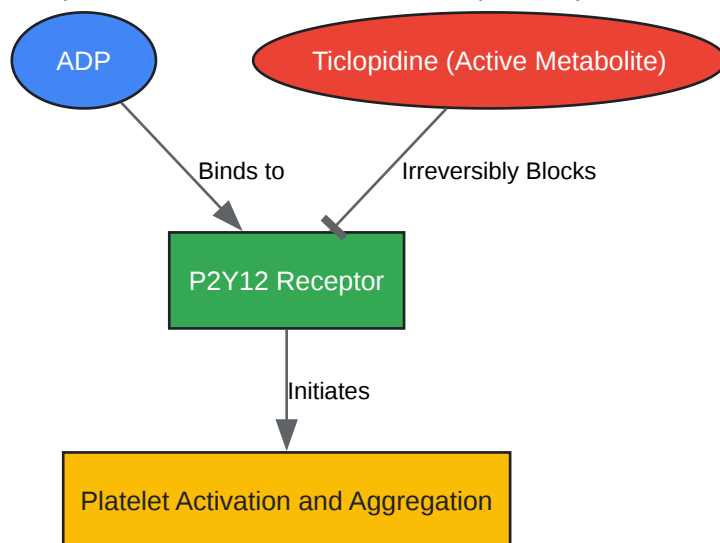 ADP
Ticlopidine (Active Metabolite)
Binds to
Irreversibly Blocks
P2Y12 Receptor
Initiates
Platelet Activation and Aggregation